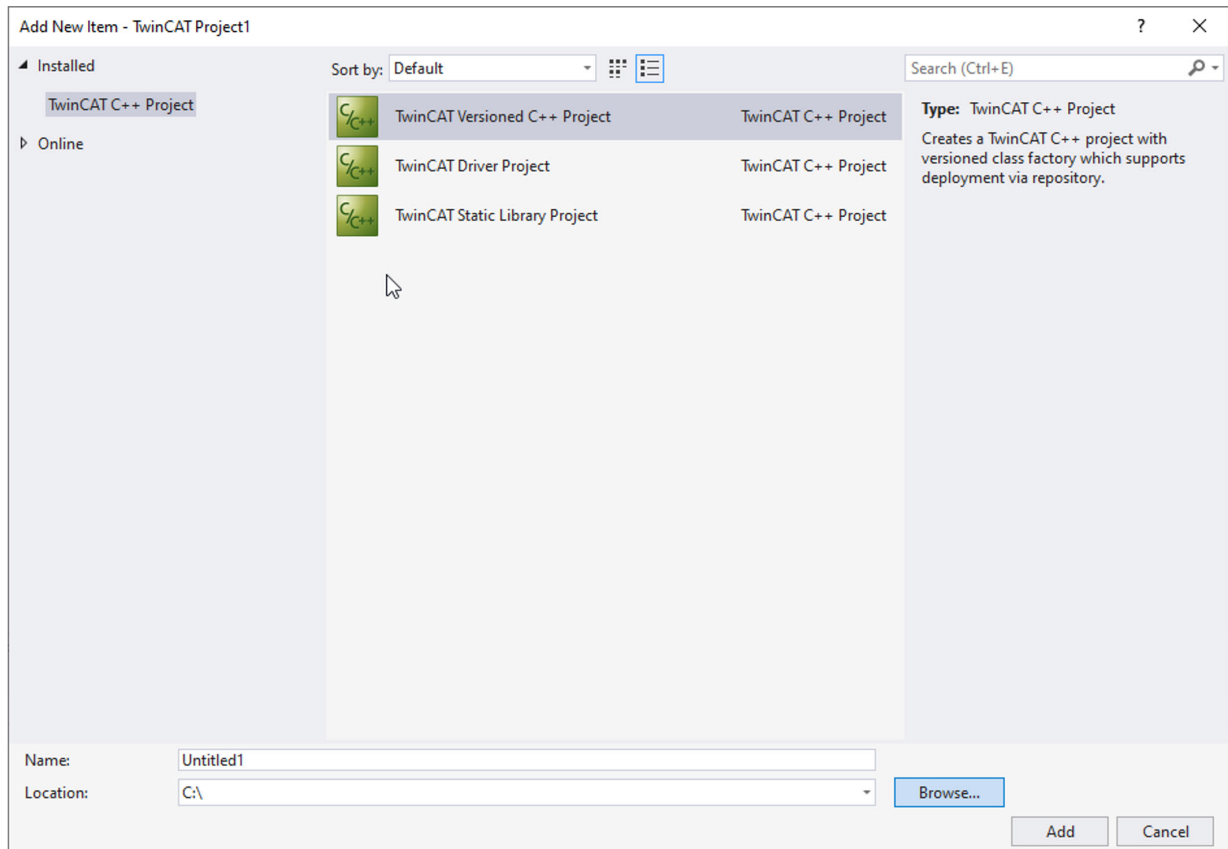 Add New Item - TwinCAT Project1
?
Installed
TwinCAT C++ Project
Online
Sort by: Default
Search (Ctrl+E)
C/C++ TwinCAT Versioned C++ Project TwinCAT C++ Project
C/C++ TwinCAT Driver Project TwinCAT C++ Project
C/C++ TwinCAT Static Library Project TwinCAT C++ Project
Type: TwinCAT C++ Project
Creates a TwinCAT C++ project with
versioned class factory which supports
deployment via repository.
Name: Untitled1
Location: C:\
Browse...
Add Cancel